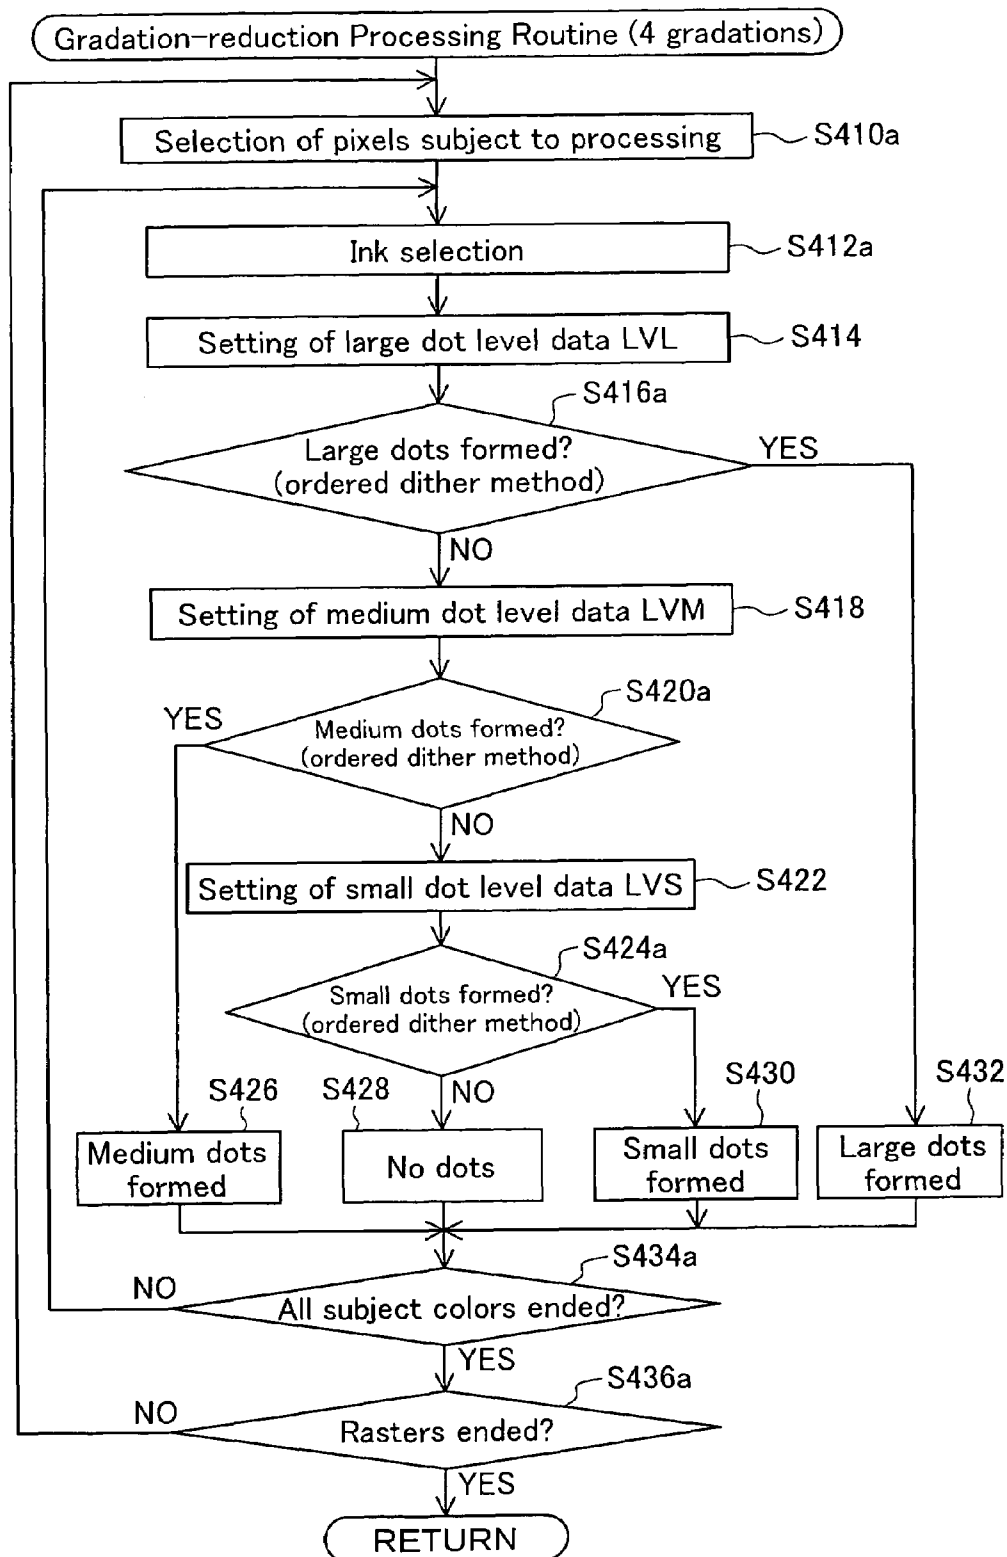 Gradation-reduction Processing Routine (4 gradations)
Selection of pixels subject to processing
S410a
Ink selection
S412a
Setting of large dot level data LVL
S414
S416a
Large dots formed?
(ordered dither method)
YES
NO
Setting of medium dot level data LVM
S418
S420a
YES
Medium dots formed?
(ordered dither method)
NO
Setting of small dot level data LVS
S422
S424a
Small dots formed?
(ordered dither method)
YES
NO
S426
S428
S430
S432
Medium dots
formed
No dots
Small dots
formed
Large dots
formed
S434a
NO
All subject colors ended?
YES
S436a
NO
Rasters ended?
YES
RETURN